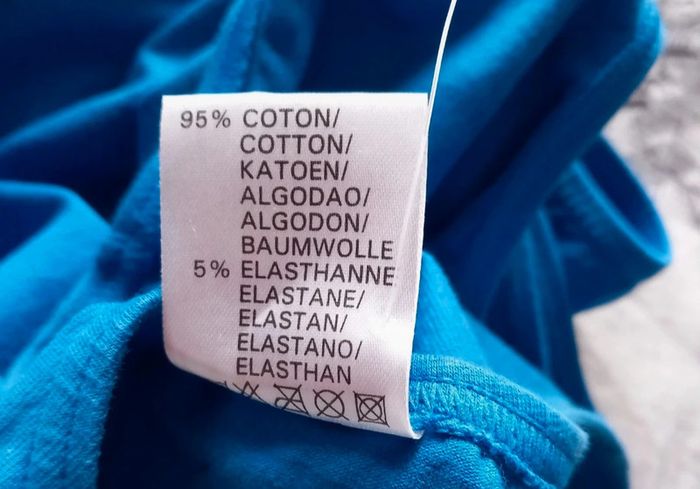 95% COTON/
COTTON/
KATOEN/
ALGODAO/
ALGODON/
BAUMWOLLE
5% ELASTHANNE
ELASTANE/
ELASTAN/
ELASTANO/
ELASTHAN